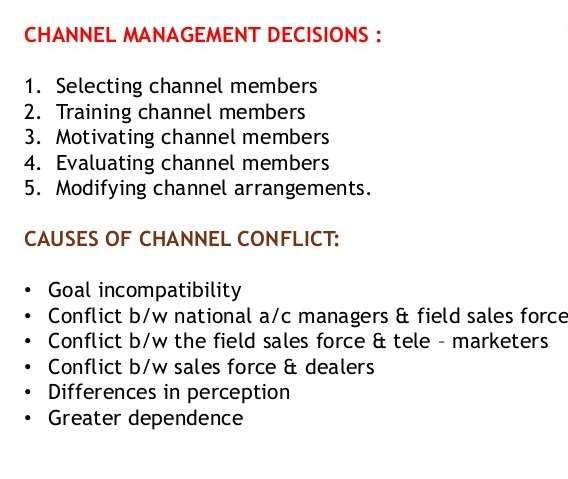 CHANNEL MANAGEMENT DECISIONS :
1. Selecting channel members
2. Training channel members
3. Motivating channel members
4. Evaluating channel members
5. Modifying channel arrangements.
CAUSES OF CHANNEL CONFLICT:
• Goal incompatibility
• Conflict b/w national a/c managers & field sales force
• Conflict b/w the field sales force & tele – marketers
• Conflict b/w sales force & dealers
• Differences in perception
• Greater dependence